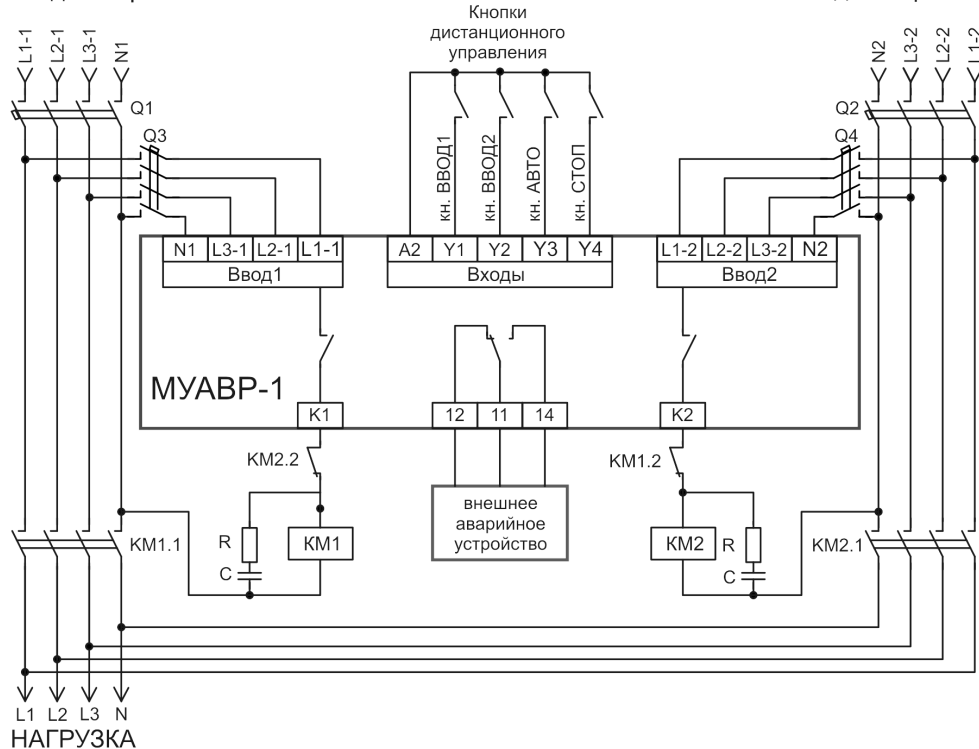 Кнопки
дистанционного
управления
L1-1
L2-1
L3-1
N1
N2
L3-2
L2-2
L1-2
Q1
Q2
Q3
Q4
кн. ВВОД1
кн. ВВОД2
кн. АВТО
кн. СТОП
N1 L3-1 L2-1 L1-1
Ввод1
A2 Y1 Y2 Y3 Y4
Входы
L1-2 L2-2 L3-2 N2
Ввод2
МУАВР-1
K1
12 11 14
K2
KM2.2
KM1.2
внешнее
аварийное
устройство
KM1.1
R
C
KM1
KM2
R
C
KM2.1
L1 L2 L3 N
НАГРУЗКА